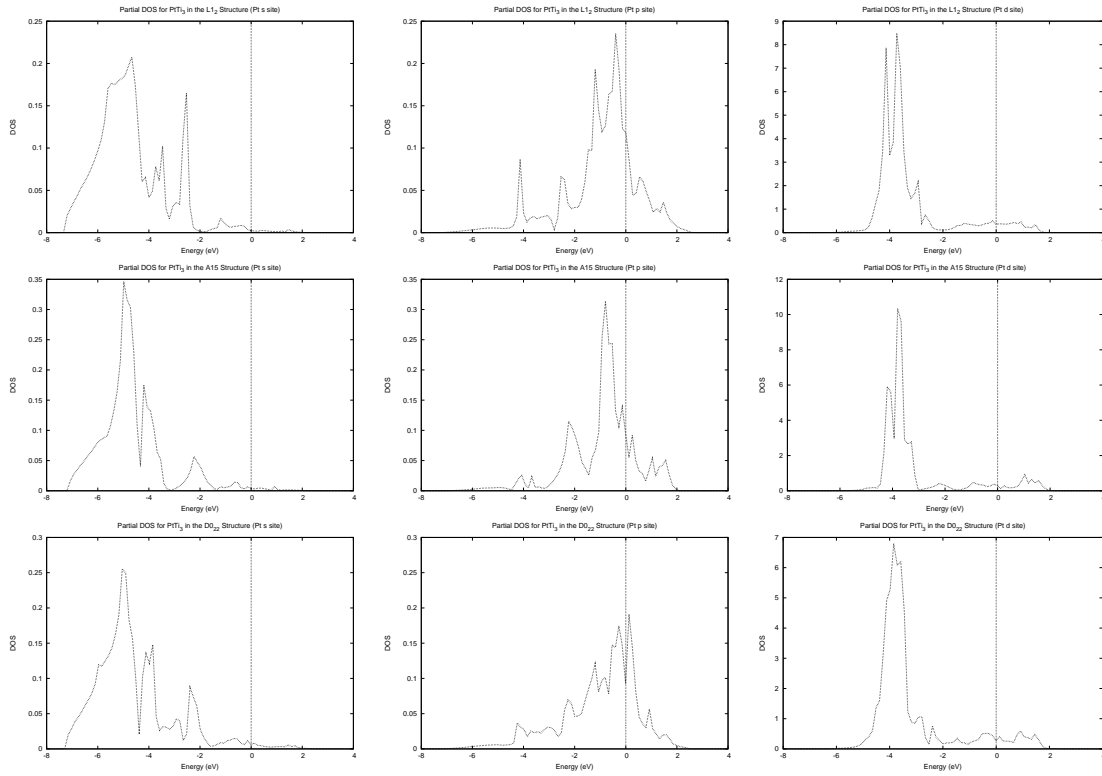 Partial DOS for PtTi3 in the L12 Structure (Pt s site)
0.25
0.2
0.15
0.1
0.05
0
DOS
-8 -6 -4 -2 0 2 4
Energy (eV)
Partial DOS for PtTi3 in the L12 Structure (Pt p site)
0.25
0.2
0.15
0.1
0.05
0
DOS
-8 -6 -4 -2 0 2 4
Energy (eV)
Partial DOS for PtTi3 in the L12 Structure (Pt d site)
9
8
7
6
5
4
3
2
1
0
DOS
-8 -6 -4 -2 0 2 4
Energy (eV)
Partial DOS for PtTi3 in the A15 Structure (Pt s site)
0.35
0.3
0.25
0.2
0.15
0.1
0.05
0
DOS
-8 -6 -4 -2 0 2 4
Energy (eV)
Partial DOS for PtTi3 in the A15 Structure (Pt p site)
0.35
0.3
0.25
0.2
0.15
0.1
0.05
0
DOS
-8 -6 -4 -2 0 2 4
Energy (eV)
Partial DOS for PtTi3 in the A15 Structure (Pt d site)
12
10
8
6
4
2
0
DOS
-8 -6 -4 -2 0 2 4
Energy (eV)
Partial DOS for PtTi3 in the D022 Structure (Pt s site)
0.3
0.25
0.2
0.15
0.1
0.05
0
DOS
-8 -6 -4 -2 0 2 4
Energy (eV)
Partial DOS for PtTi3 in the D022 Structure (Pt p site)
0.3
0.25
0.2
0.15
0.1
0.05
0
DOS
-8 -6 -4 -2 0 2 4
Energy (eV)
Partial DOS for PtTi3 in the D022 Structure (Pt d site)
7
6
5
4
3
2
1
0
DOS
-8 -6 -4 -2 0 2 4
Energy (eV)